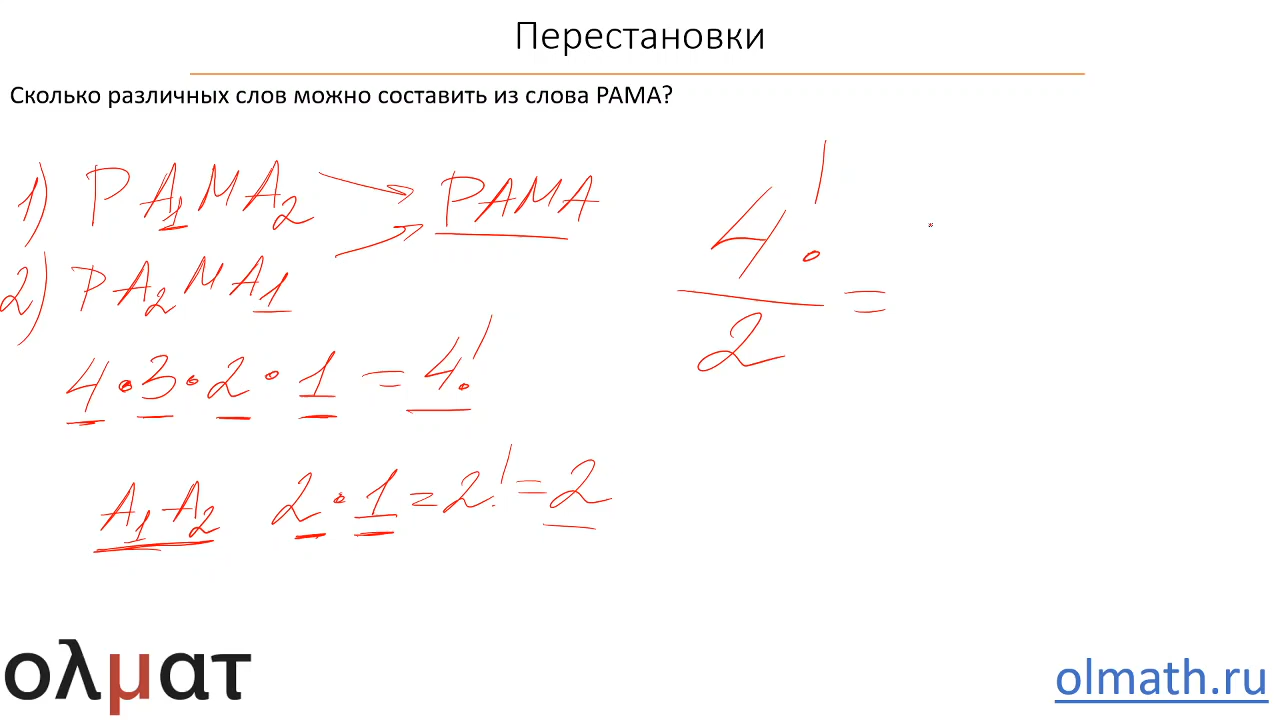 Перестановки
Сколько различных слов можно составить из слова РАМА?
1) РА₁МА₂
РАМА
2) РА₂МА₁
4!/2 =
4 · 3 · 2 · 1 = 4!
А₁А₂ 2 · 1 = 2! = 2
ολματ
olmath.ru